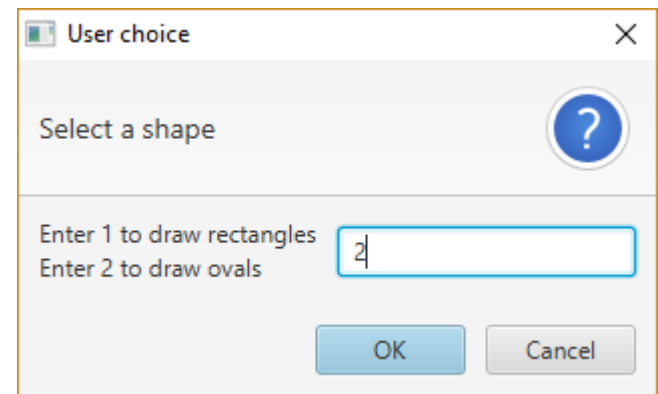 User choice
Select a shape
?
Enter 1 to draw rectangles
Enter 2 to draw ovals
2
OK
Cancel